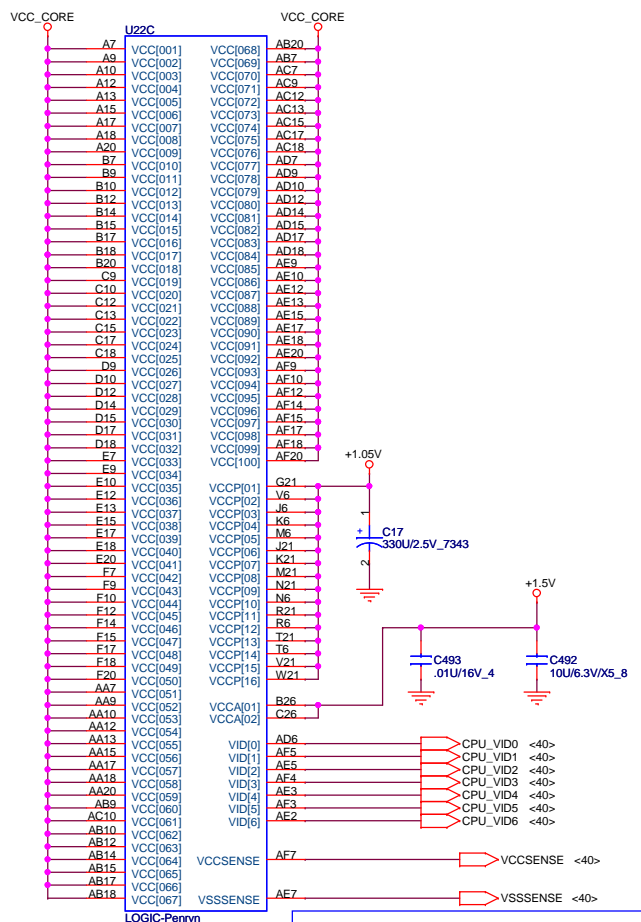 VCC_CORE
VCC_CORE
U22C
A7 VCC[001] VCC[068] AB20
A9 VCC[002] VCC[069] AB7
A10 VCC[003] VCC[070] AC7
A12 VCC[004] VCC[071] AC9
A13 VCC[005] VCC[072] AC12
A15 VCC[006] VCC[073] AC13
A17 VCC[007] VCC[074] AC15
A18 VCC[008] VCC[075] AC17
A20 VCC[009] VCC[076] AC18
B7 VCC[010] VCC[077] AD7
B9 VCC[011] VCC[078] AD9
B10 VCC[012] VCC[079] AD10
B12 VCC[013] VCC[080] AD12
B14 VCC[014] VCC[081] AD14
B15 VCC[015] VCC[082] AD15
B17 VCC[016] VCC[083] AD17
B18 VCC[017] VCC[084] AD18
B20 VCC[018] VCC[085] AE9
C9 VCC[019] VCC[086] AE10
C10 VCC[020] VCC[087] AE12
C12 VCC[021] VCC[088] AE13
C13 VCC[022] VCC[089] AE15
C15 VCC[023] VCC[090] AE17
C17 VCC[024] VCC[091] AE18
C18 VCC[025] VCC[092] AE20
D9 VCC[026] VCC[093] AF9
D10 VCC[027] VCC[094] AF10
D12 VCC[028] VCC[095] AF12
D14 VCC[029] VCC[096] AF14
D15 VCC[030] VCC[097] AF15
D17 VCC[031] VCC[098] AF17
D18 VCC[032] VCC[099] AF18
E7 VCC[033] VCC[100] AF20
E9 VCC[034]
E10 VCC[035] VCCP[01] G21
E12 VCC[036] VCCP[02] V6
E13 VCC[037] VCCP[03] J6
E15 VCC[038] VCCP[04] K6
E17 VCC[039] VCCP[05] M6
E18 VCC[040] VCCP[06] J21
E20 VCC[041] VCCP[07] K21
F7 VCC[042] VCCP[08] M21
F9 VCC[043] VCCP[09] N21
F10 VCC[044] VCCP[10] N6
F12 VCC[045] VCCP[11] R21
F14 VCC[046] VCCP[12] R6
F15 VCC[047] VCCP[13] T21
F17 VCC[048] VCCP[14] T6
F18 VCC[049] VCCP[15] V21
F20 VCC[050] VCCP[16] W21
AA7 VCC[051]
AA9 VCC[052] VCCA[01] B26
AA10 VCC[053] VCCA[02] C26
AA12 VCC[054]
AA13 VCC[055] VID[0] AD6 CPU_VID0 <40>
AA15 VCC[056] VID[1] AF5 CPU_VID1 <40>
AA17 VCC[057] VID[2] AE5 CPU_VID2 <40>
AA18 VCC[058] VID[3] AF4 CPU_VID3 <40>
AA20 VCC[059] VID[4] AE3 CPU_VID4 <40>
AB9 VCC[060] VID[5] AF3 CPU_VID5 <40>
AC10 VCC[061] VID[6] AE2 CPU_VID6 <40>
AB10 VCC[062]
AB12 VCC[063]
AB14 VCC[064] VCCSENSE AF7 VCCSENSE <40>
AB15 VCC[065]
AB17 VCC[066]
AB18 VCC[067] VSSSENSE AE7 VSSSENSE <40>
LOGIC-Penryn
+1.05V
1
+
C17
330U/2.5V_7343
2
+1.5V
C493
.01U/16V_4
C492
10U/6.3V/X5_8